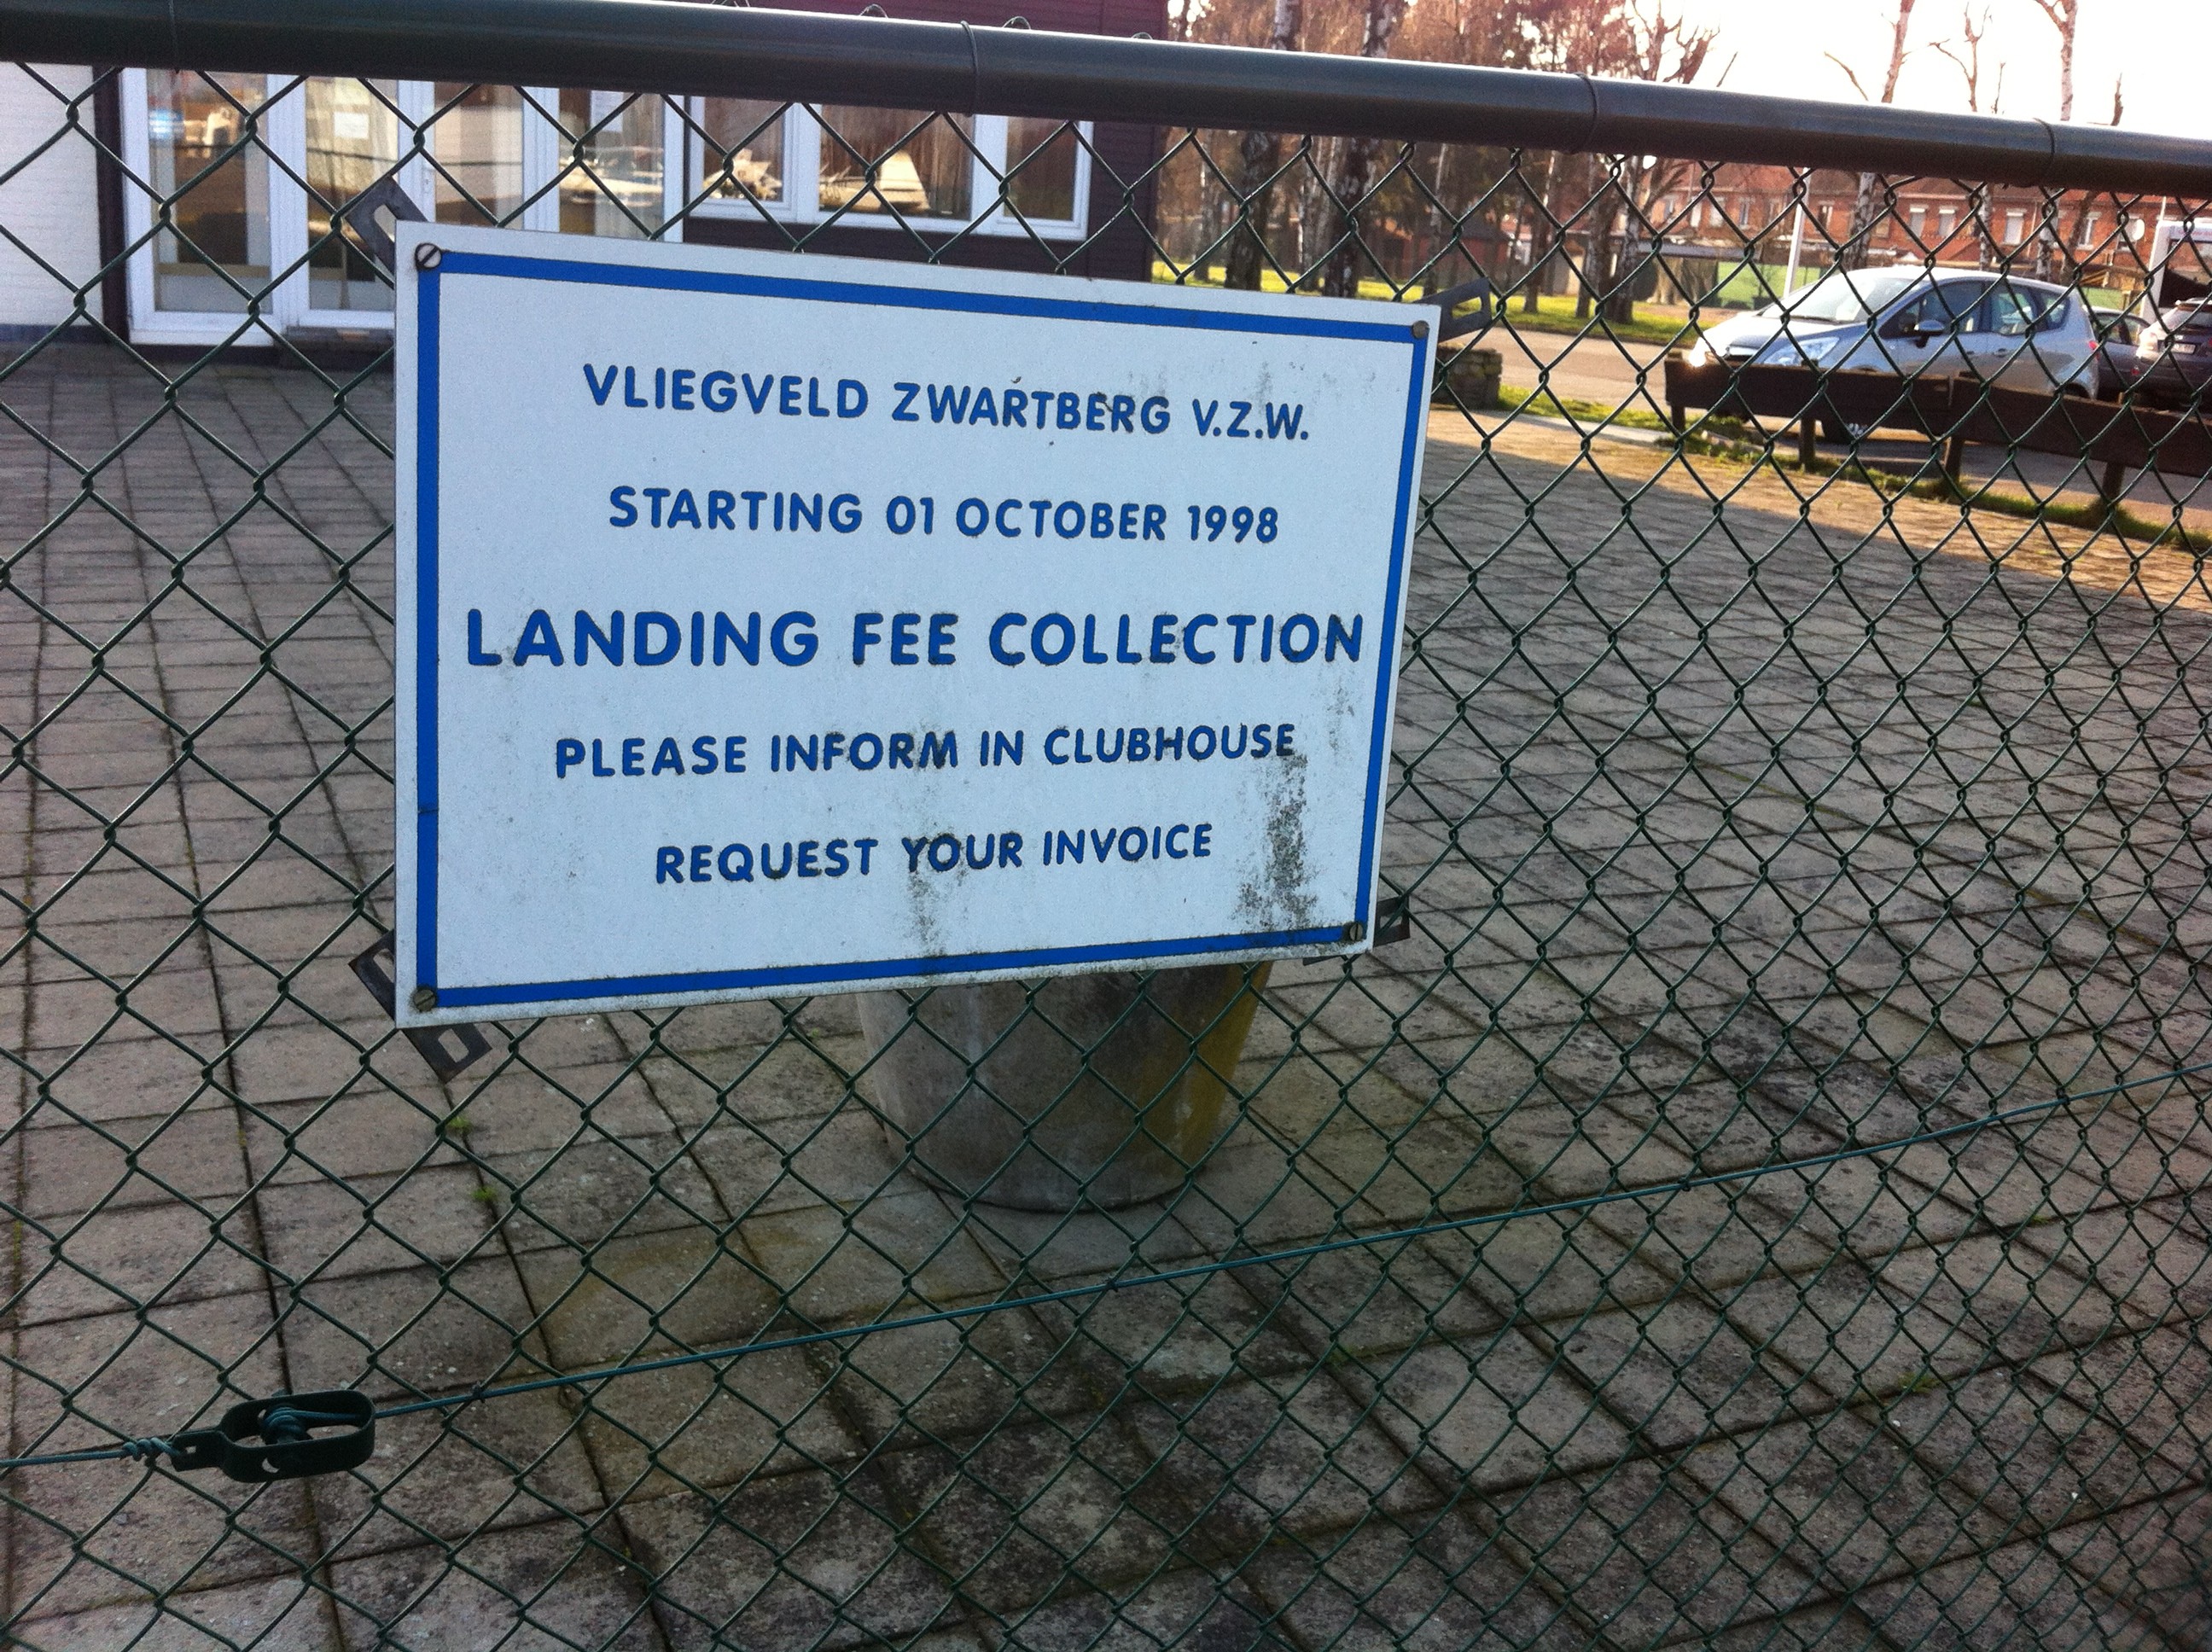 VLIEGVELD ZWARTBERG V.Z.W.
STARTING 01 OCTOBER 1998
LANDING FEE COLLECTION
PLEASE INFORM IN CLUBHOUSE
REQUEST YOUR INVOICE